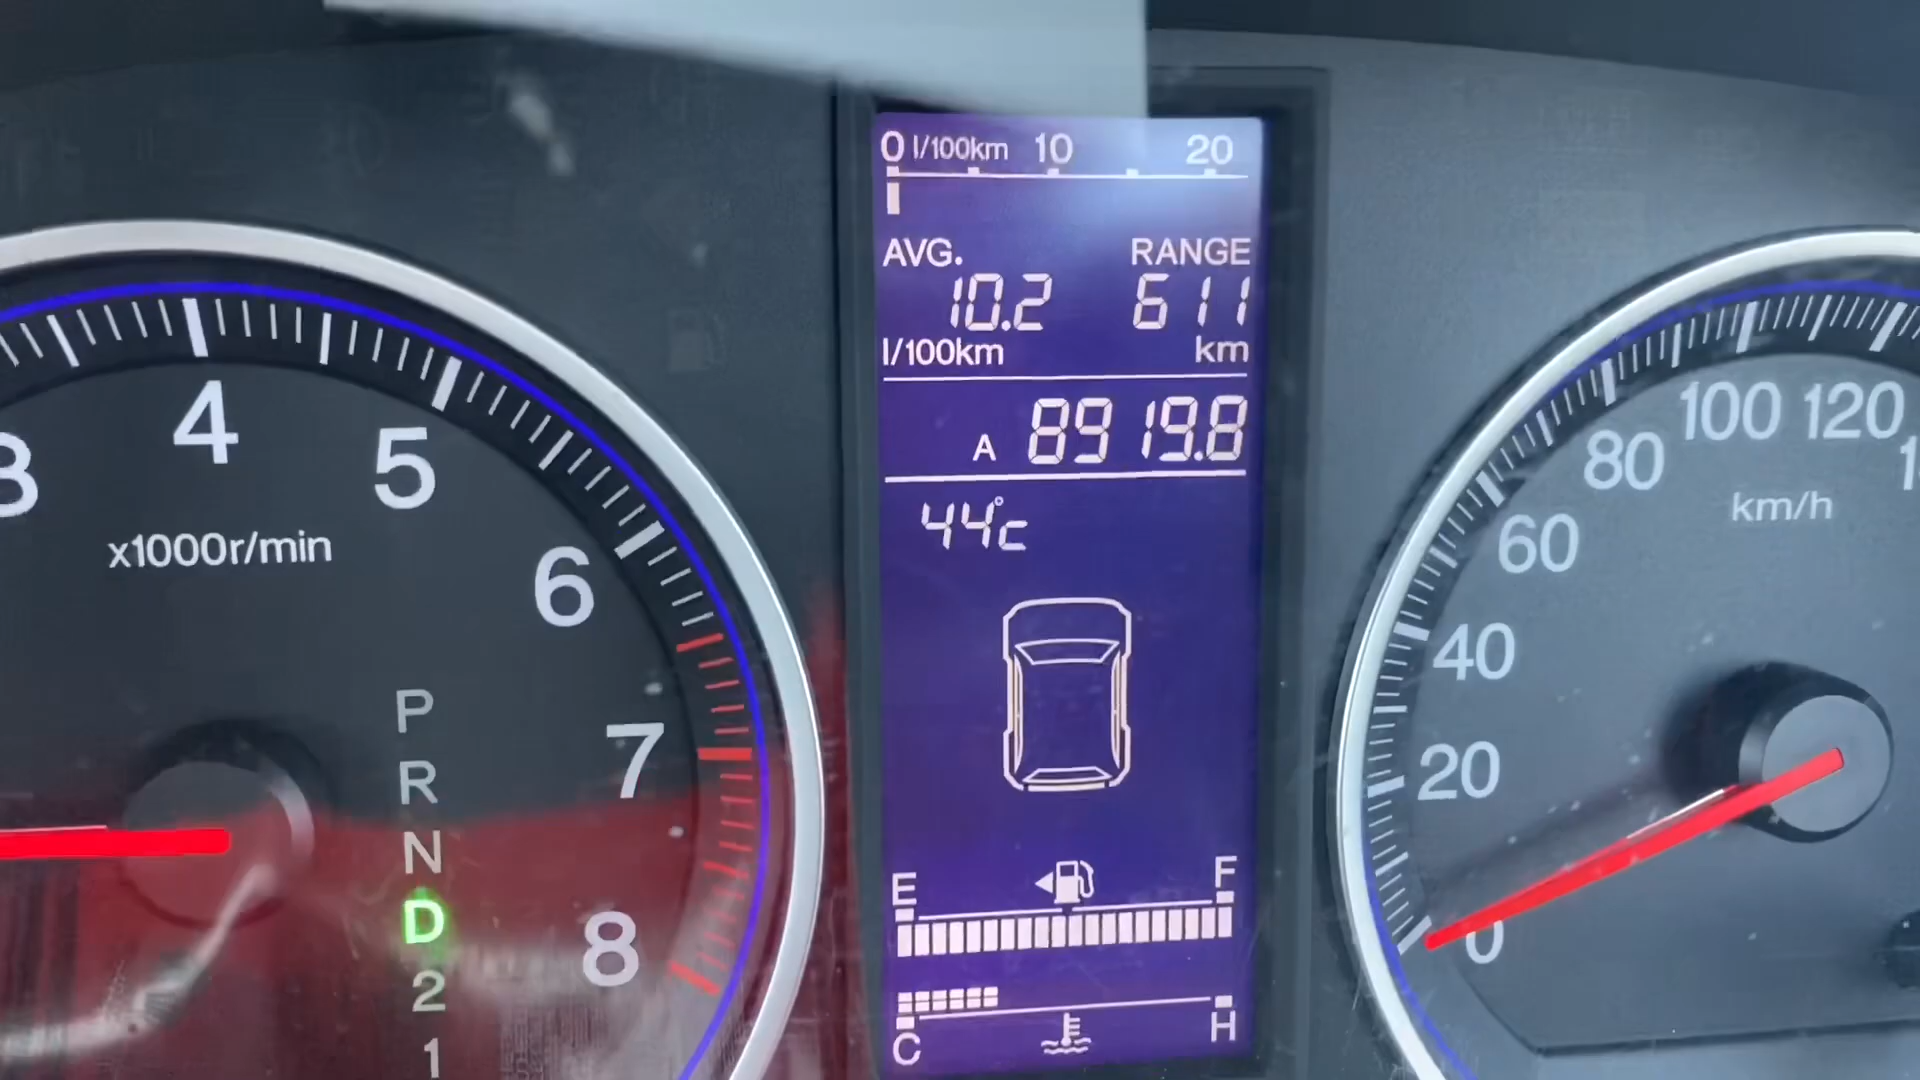 0 l/100km 10 20
AVG. RANGE
10.2 611
l/100km km
A 8919.8
44°c
E F
C H
4
5
6
7
8
x1000r/min
P
R
N
D
2
1
0
20
40
60
80
100
120
km/h